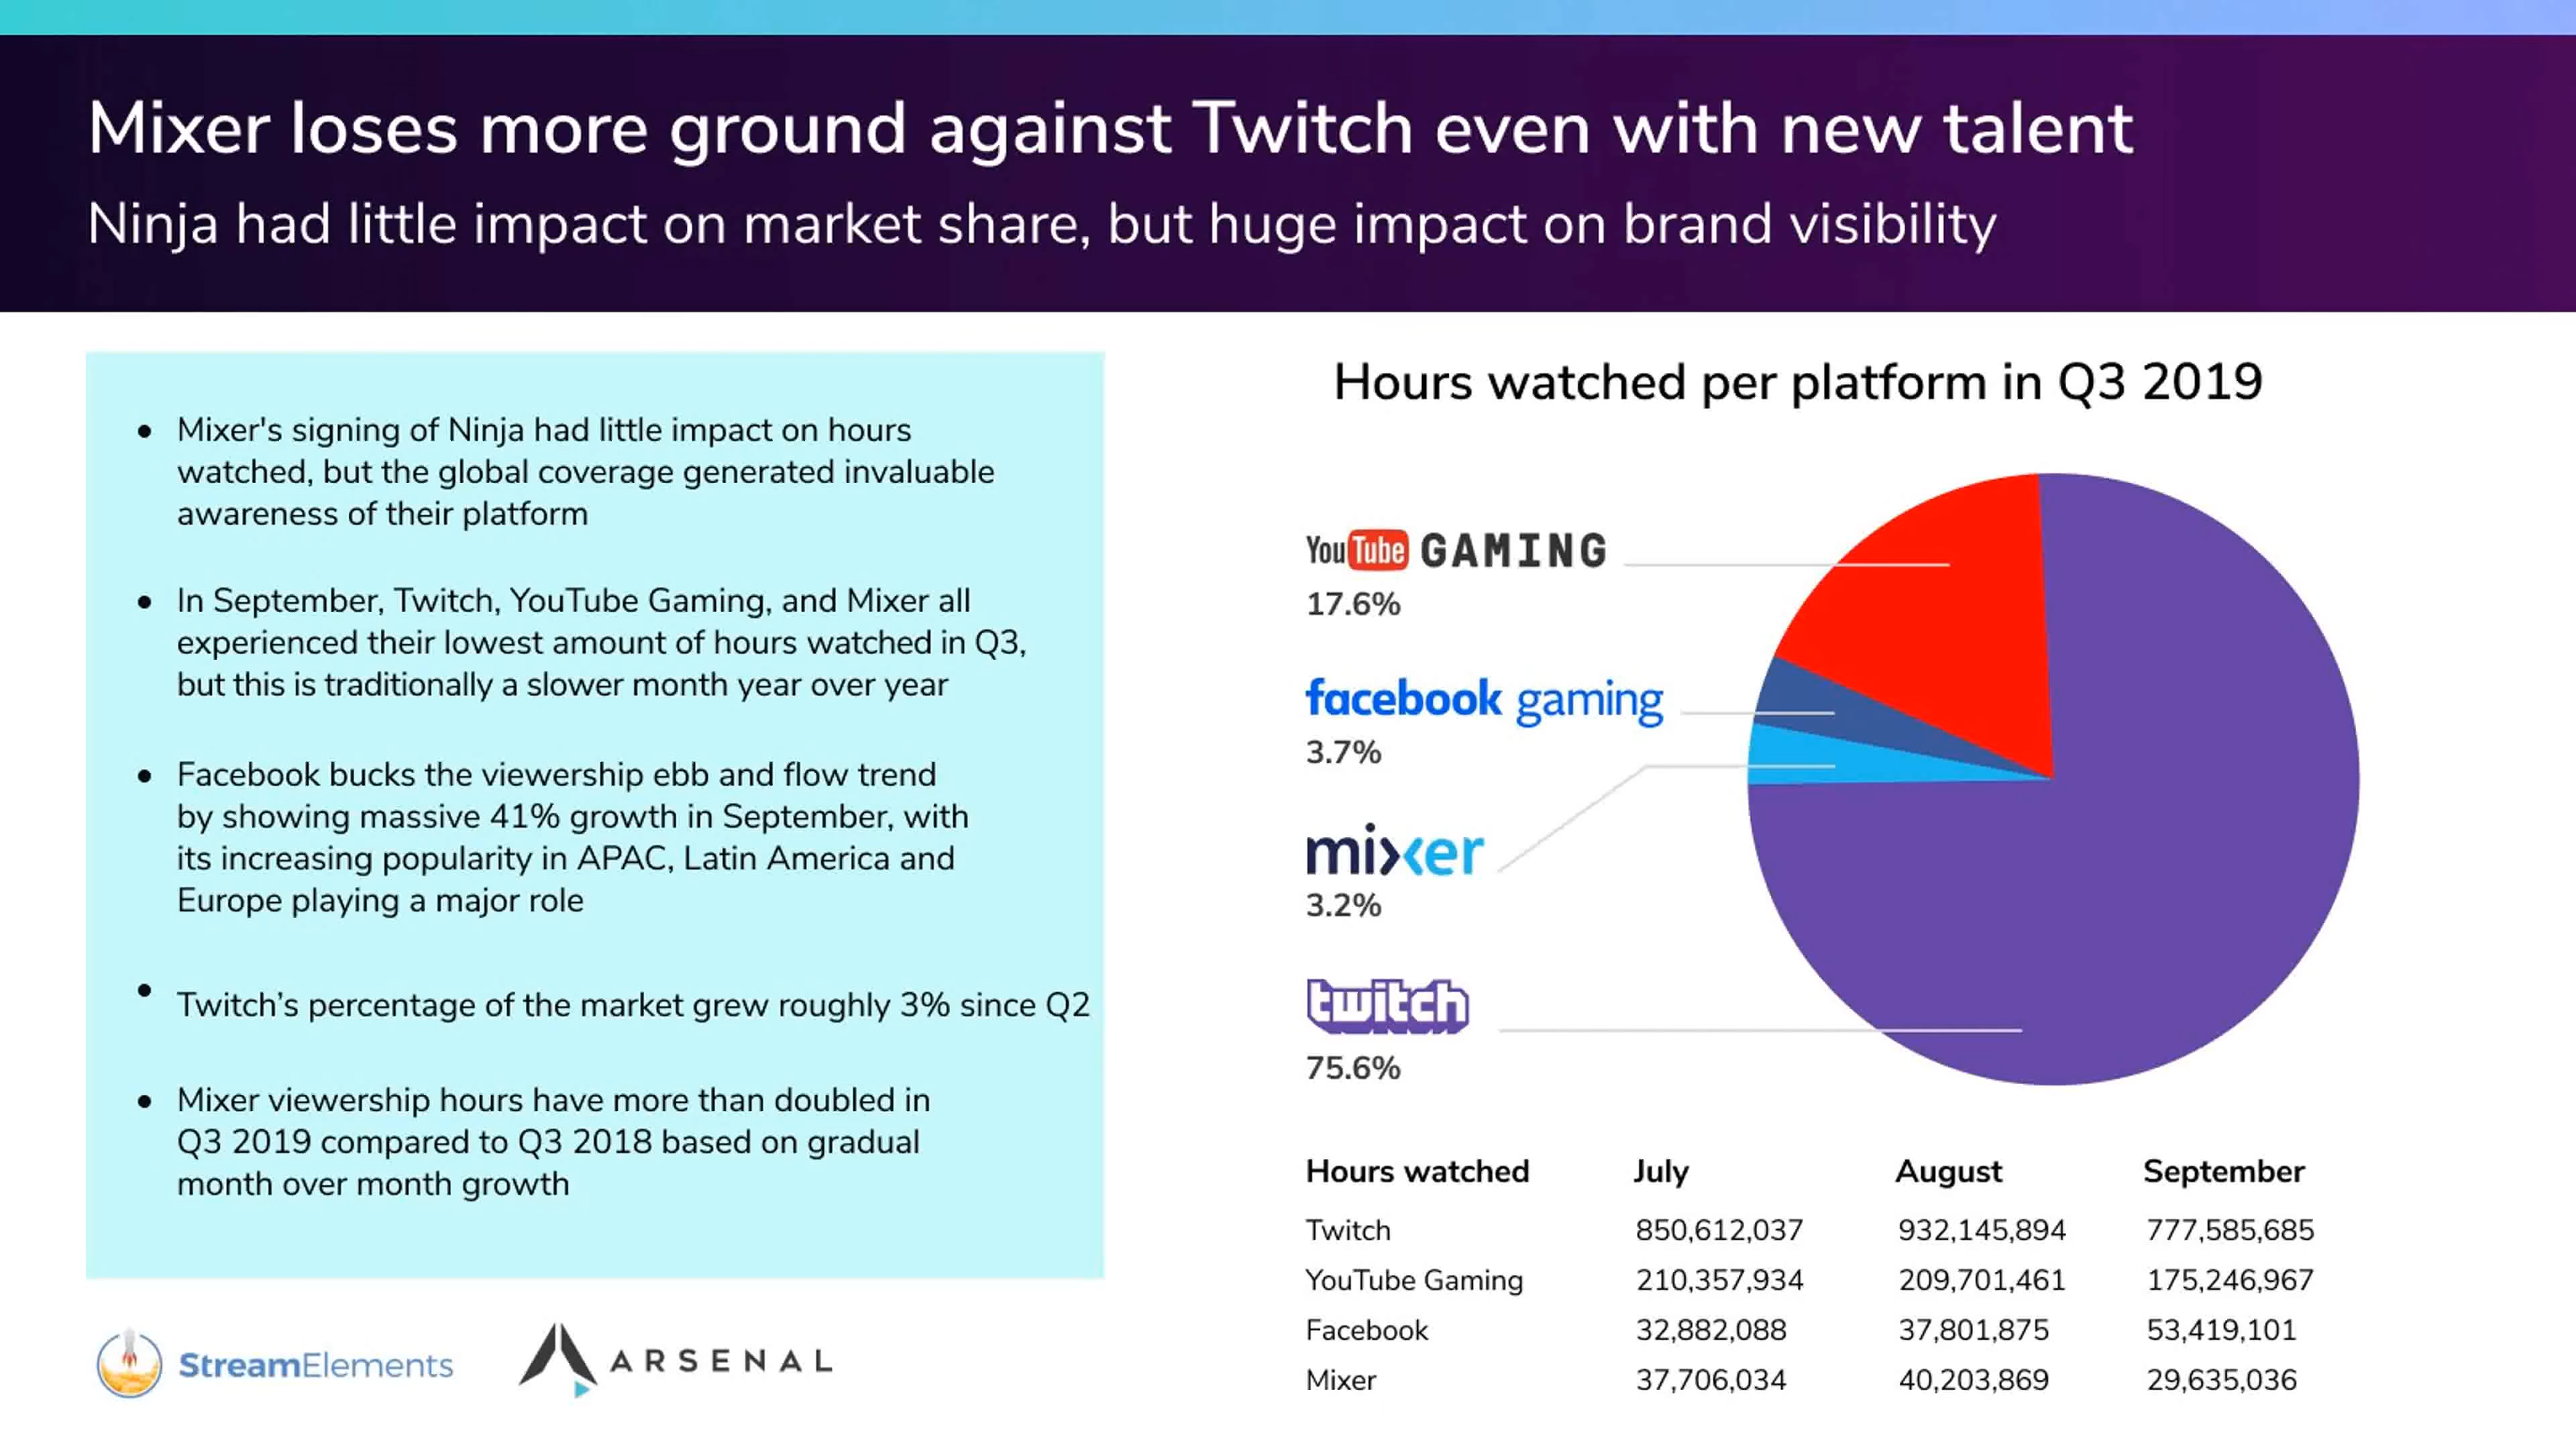 Mixer loses more ground against Twitch even with new talent
Ninja had little impact on market share, but huge impact on brand visibility
• Mixer's signing of Ninja had little impact on hours
watched, but the global coverage generated invaluable
awareness of their platform
• In September, Twitch, YouTube Gaming, and Mixer all
experienced their lowest amount of hours watched in Q3,
but this is traditionally a slower month year over year
• Facebook bucks the viewership ebb and flow trend
by showing massive 41% growth in September, with
its increasing popularity in APAC, Latin America and
Europe playing a major role
• Twitch’s percentage of the market grew roughly 3% since Q2
• Mixer viewership hours have more than doubled in
Q3 2019 compared to Q3 2018 based on gradual
month over month growth
StreamElements
ARSENAL
Hours watched per platform in Q3 2019
YouTube GAMING
17.6%
facebook gaming
3.7%
mixer
3.2%
twitch
75.6%
Hours watched July August September
Twitch 850,612,037 932,145,894 777,585,685
YouTube Gaming 210,357,934 209,701,461 175,246,967
Facebook 32,882,088 37,801,875 53,419,101
Mixer 37,706,034 40,203,869 29,635,036